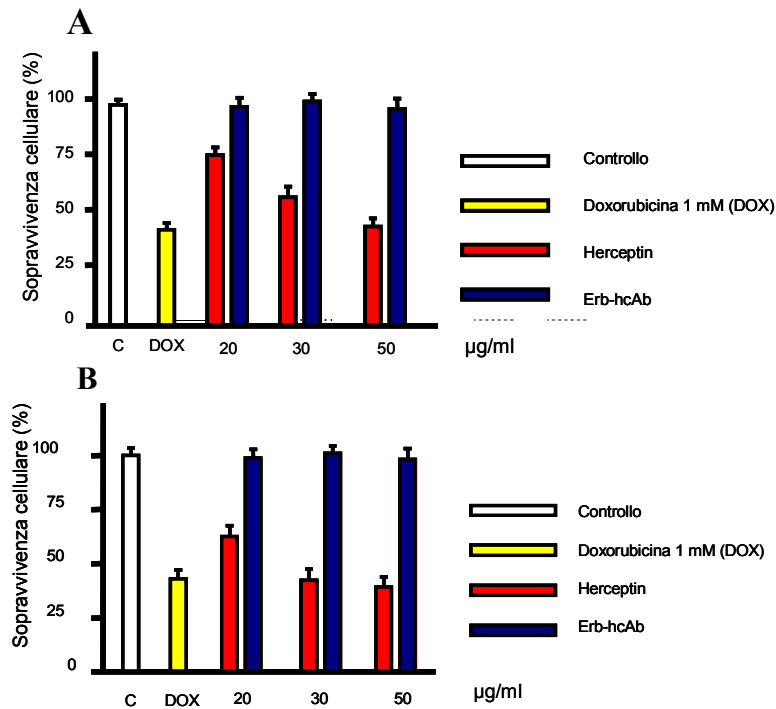 A
Sopravvivenza cellulare (%)
100
75
50
25
0
C DOX 20 30 50 µg/ml
Controllo
Doxorubicina 1 mM (DOX)
Herceptin
Erb-hcAb
B
Sopravvivenza cellulare (%)
100
75
50
25
0
C DOX 20 30 50 µg/ml
Controllo
Doxorubicina 1 mM (DOX)
Herceptin
Erb-hcAb